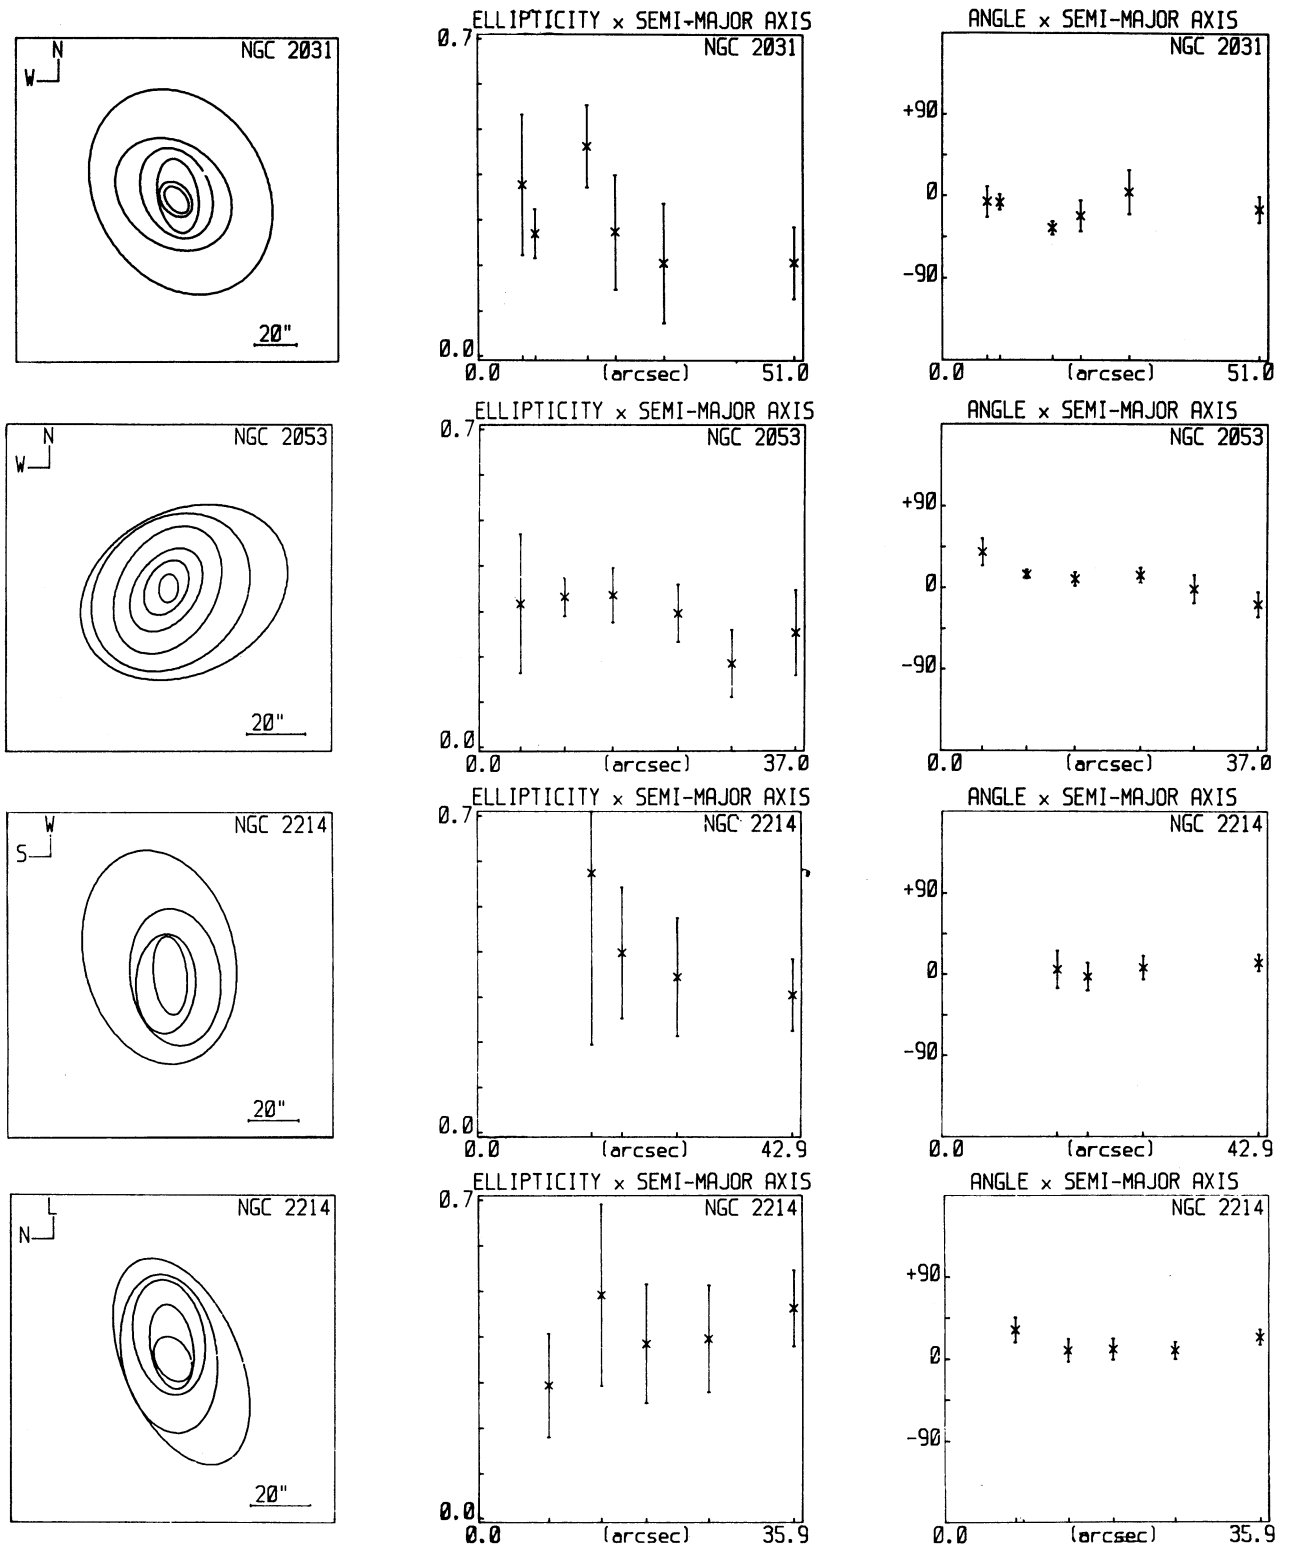 N
W
NGC 2031
20"
ELLIPTICITY x SEMI-MAJOR AXIS
0.7
NGC 2031
0.0
0.0 (arcsec) 51.0
ANGLE x SEMI-MAJOR AXIS
NGC 2031
+90
0
-90
0.0 (arcsec) 51.0
N
W
NGC 2053
20"
ELLIPTICITY x SEMI-MAJOR AXIS
0.7
NGC 2053
0.0
0.0 (arcsec) 37.0
ANGLE x SEMI-MAJOR AXIS
NGC 2053
+90
0
-90
0.0 (arcsec) 37.0
W
S
NGC 2214
20"
ELLIPTICITY x SEMI-MAJOR AXIS
0.7
NGC 2214
0.0
0.0 (arcsec) 42.9
ANGLE x SEMI-MAJOR AXIS
NGC 2214
+90
0
-90
0.0 (arcsec) 42.9
L
N
NGC 2214
20"
ELLIPTICITY x SEMI-MAJOR AXIS
0.7
NGC 2214
0.0
0.0 (arcsec) 35.9
ANGLE x SEMI-MAJOR AXIS
NGC 2214
+90
0
-90
0.0 (arcsec) 35.9